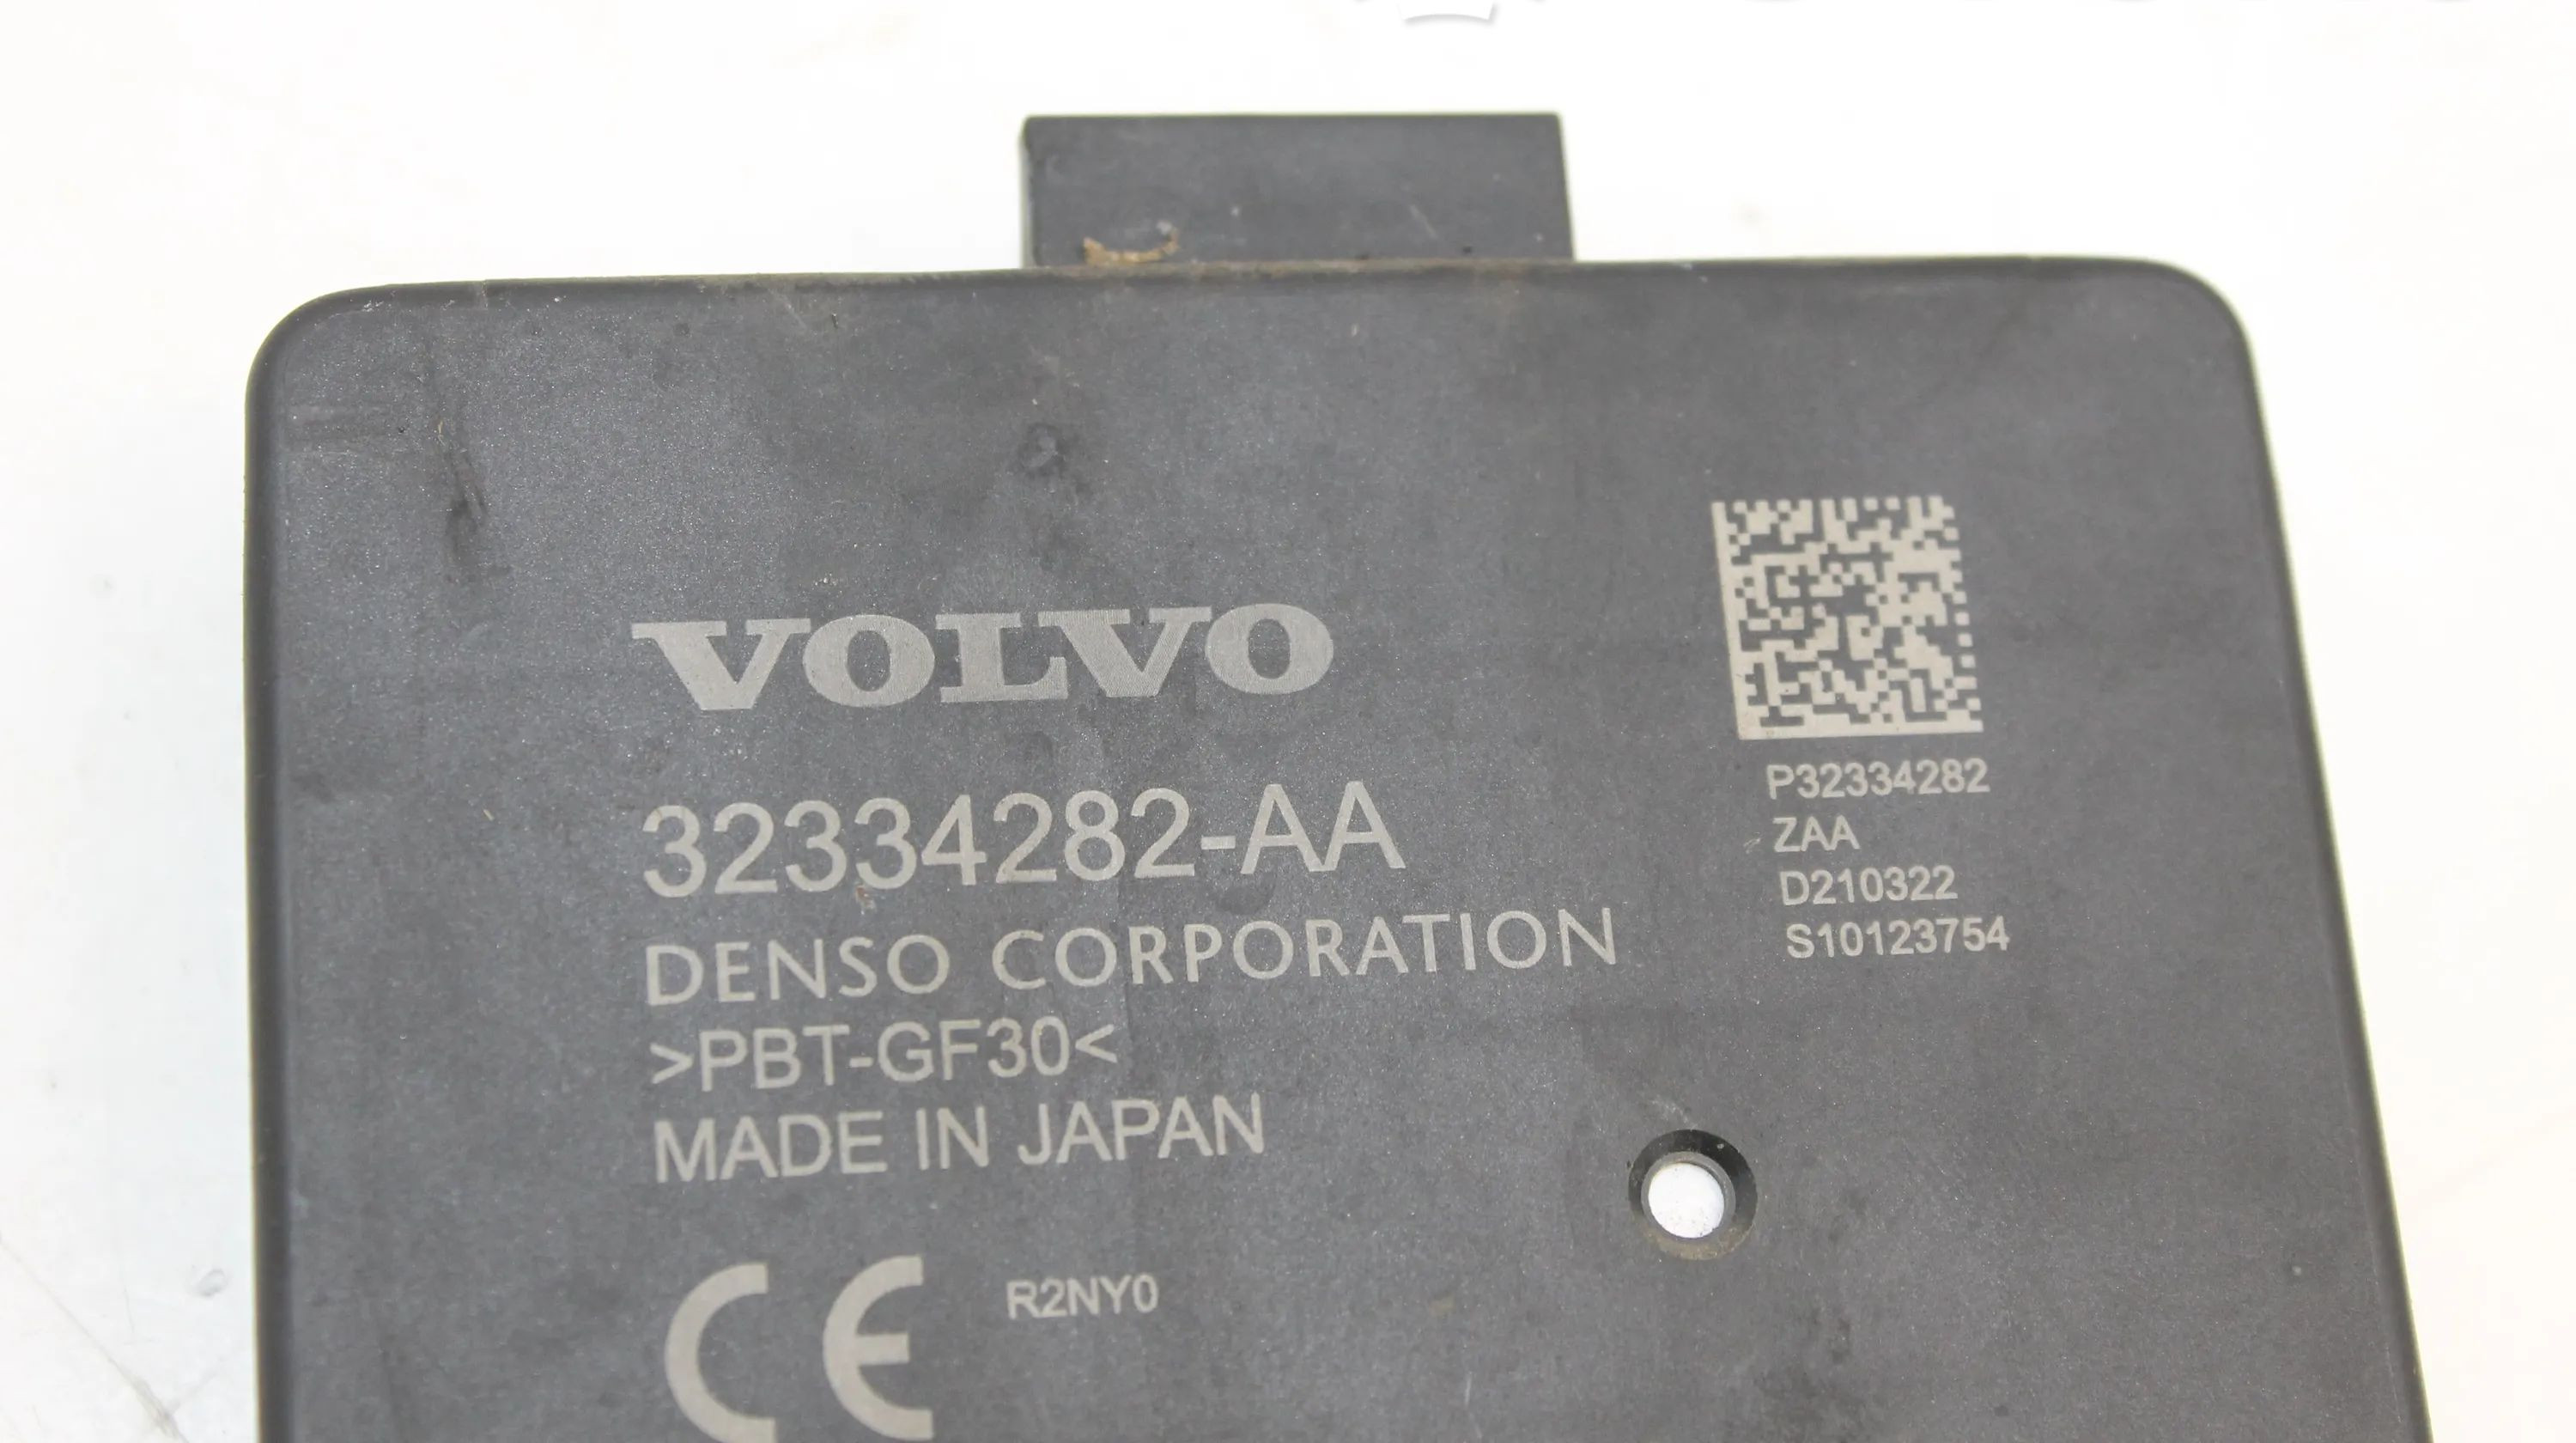 VOLVO
32334282-AA
DENSO CORPORATION
>PBT-GF30<
MADE IN JAPAN
CE R2NY0
P32334282
ZAA
D210322
S10123754